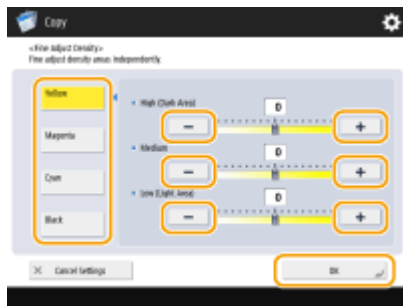 Copy
<Fine Adjust Density>
Fine adjust density areas independently.
Yellow
Magenta
Cyan
Black
High (Dark Area)
0
−
+
Medium
0
−
+
Low (Light Area)
0
−
+
× Cancel Settings
OK